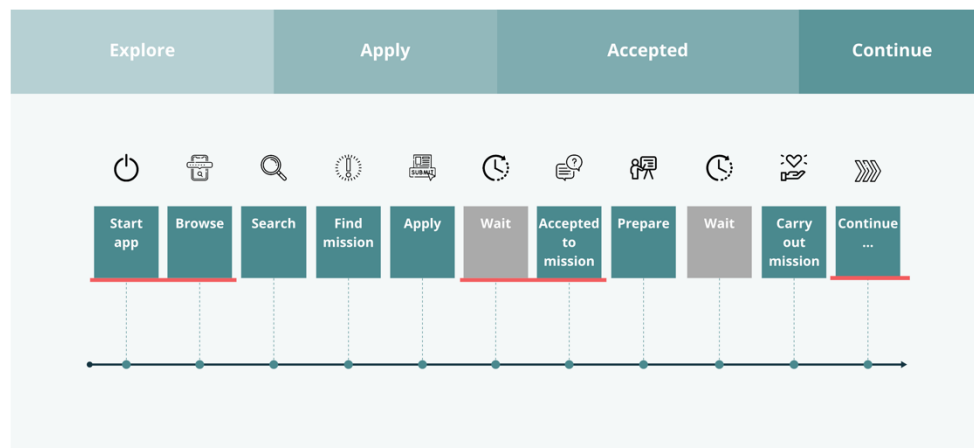 Explore
Apply
Accepted
Continue
SUBMIT
Start
app
Browse
Search
Find
mission
Apply
Wait
Accepted
to
mission
Prepare
Wait
Carry
out
mission
Continue
...